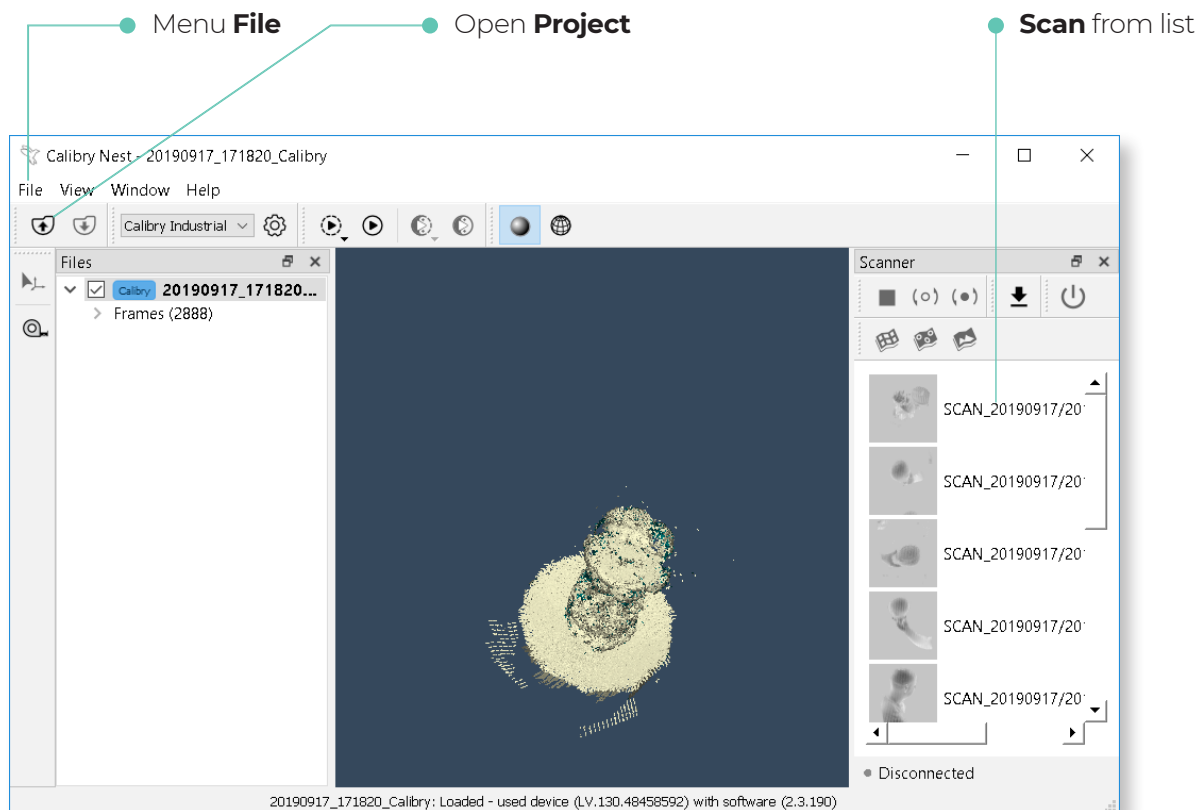 Menu File
Open Project
Scan from list
Calibry Nest - 20190917_171820_Calibry
File View Window Help
Calibry Industrial
Files
Scanner
Calibry 20190917_171820...
Frames (2888)
SCAN_20190917/20
SCAN_20190917/20
SCAN_20190917/20
SCAN_20190917/20
SCAN_20190917/20
Disconnected
20190917_171820_Calibry: Loaded - used device (LV.130.48458592) with software (2.3.190)